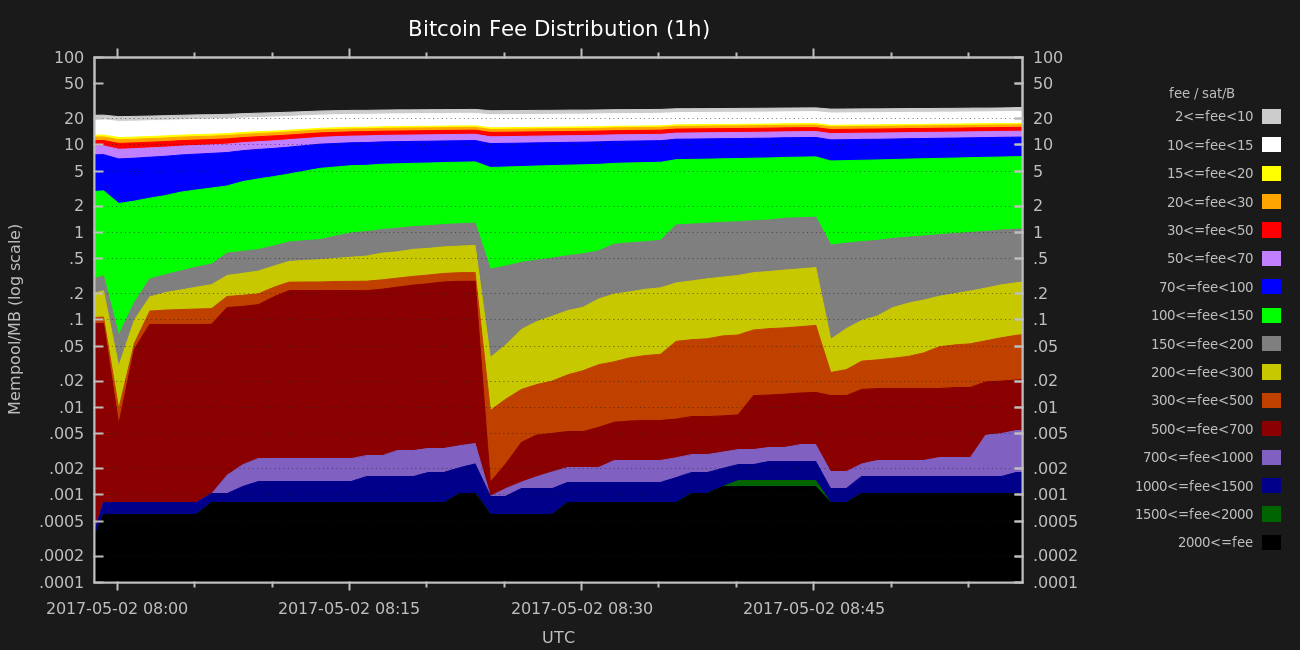 Bitcoin Fee Distribution (1h)
Mempool/MB (log scale)
100
50
20
10
5
2
1
.5
.2
.1
.05
.02
.01
.005
.002
.001
.0005
.0002
.0001
100
50
20
10
5
2
1
.5
.2
.1
.05
.02
.01
.005
.002
.001
.0005
.0002
.0001
2017-05-02 08:00
2017-05-02 08:15
2017-05-02 08:30
2017-05-02 08:45
UTC
fee / sat/B
2<=fee<10
10<=fee<15
15<=fee<20
20<=fee<30
30<=fee<50
50<=fee<70
70<=fee<100
100<=fee<150
150<=fee<200
200<=fee<300
300<=fee<500
500<=fee<700
700<=fee<1000
1000<=fee<1500
1500<=fee<2000
2000<=fee